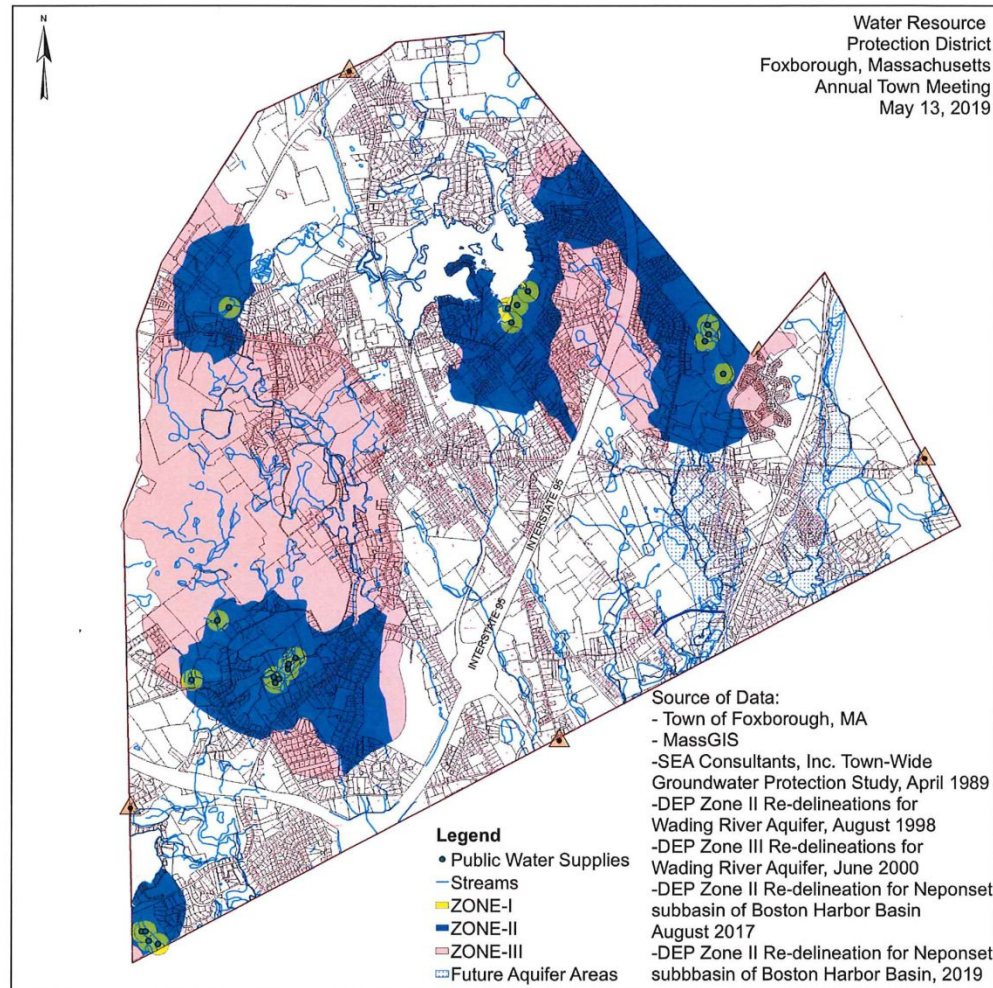 N
Water Resource
Protection District
Foxborough, Massachusetts
Annual Town Meeting
May 13, 2019
INTERSTATE 95
INTERSTATE 95
Source of Data:
- Town of Foxborough, MA
- MassGIS
-SEA Consultants, Inc. Town-Wide
Groundwater Protection Study, April 1989
-DEP Zone II Re-delineations for
Wading River Aquifer, August 1998
-DEP Zone III Re-delineations for
Wading River Aquifer, June 2000
-DEP Zone II Re-delineation for Neponset
subbasin of Boston Harbor Basin
August 2017
-DEP Zone II Re-delineation for Neponset
subbbasin of Boston Harbor Basin, 2019
Legend
Public Water Supplies
Streams
ZONE-I
ZONE-II
ZONE-III
Future Aquifer Areas